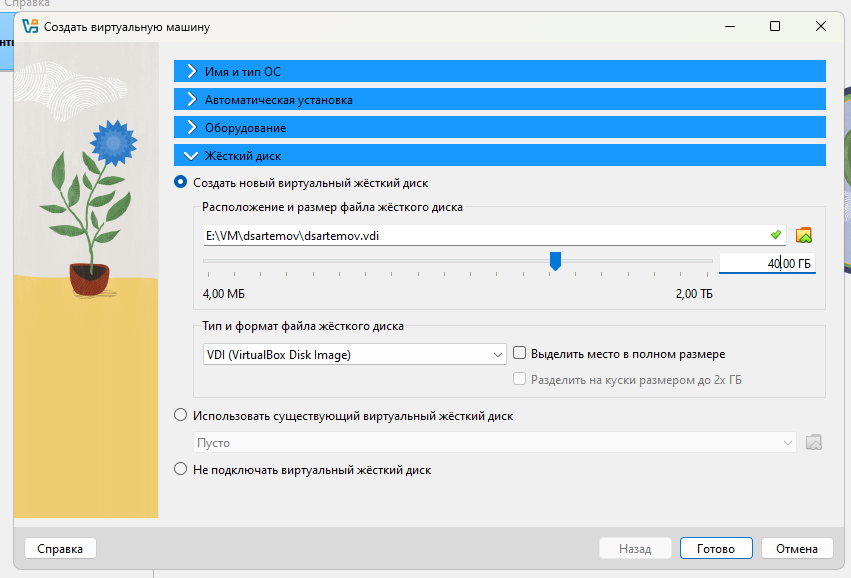 Справка
Создать виртуальную машину
Имя и тип ОС
Автоматическая установка
Оборудование
Жёсткий диск
Создать новый виртуальный жёсткий диск
Расположение и размер файла жёсткого диска
E:\VM\dsartemov\dsartemov.vdi
40,00 ГБ
4,00 МБ
2,00 ТБ
Тип и формат файла жёсткого диска
VDI (VirtualBox Disk Image)
Выделить место в полном размере
Разделить на куски размером до 2х ГБ
Использовать существующий виртуальный жёсткий диск
Пусто
Не подключать виртуальный жёсткий диск
Справка
Назад
Готово
Отмена